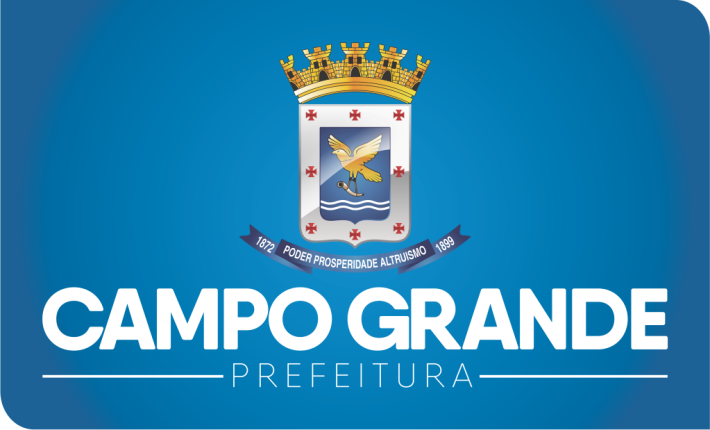 1872 PODER PROSPERIDADE ALTRUISMO 1899
CAMPO GRANDE
PREFEITURA